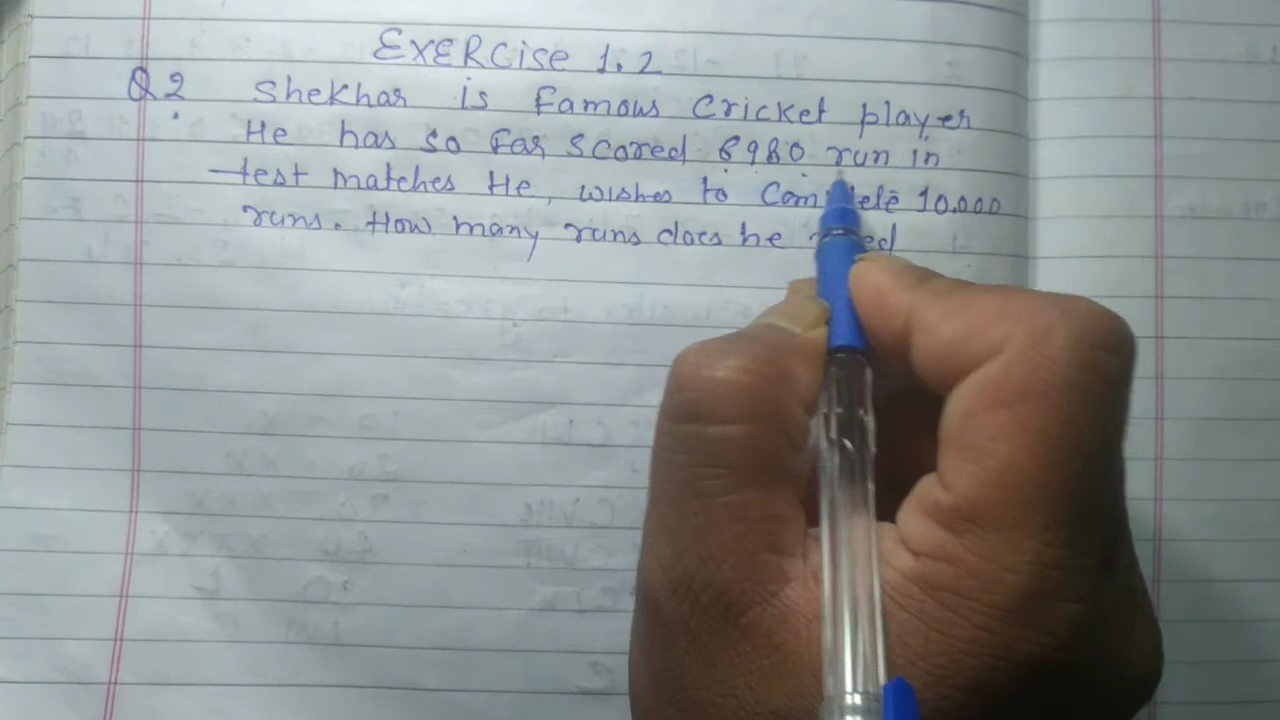 Exercise 1.2
Q2. Shekhar is famous cricket player
He has so far scored 6980 run in
test matches He, wishes to 10.000
runs. How many runs does he